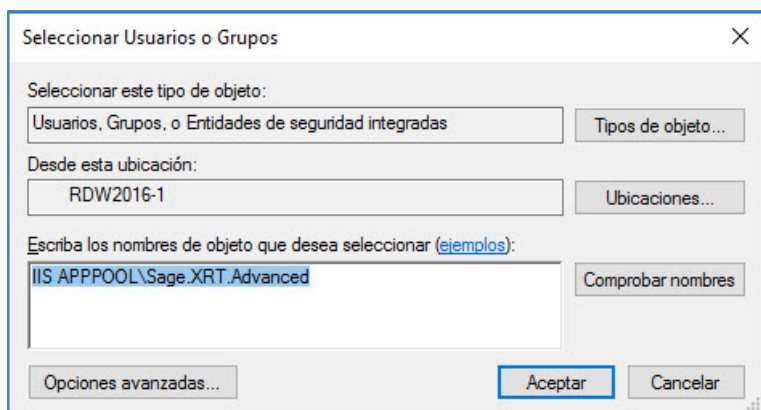 Seleccionar Usuarios o Grupos
Seleccionar este tipo de objeto:
Usuarios, Grupos, o Entidades de seguridad integradas
Tipos de objeto...
Desde esta ubicación:
RDW2016-1
Ubicaciones...
Escriba los nombres de objeto que desea seleccionar (ejemplos):
IIS APPPOOL\Sage.XRT.Advanced
Comprobar nombres
Opciones avanzadas...
Aceptar
Cancelar